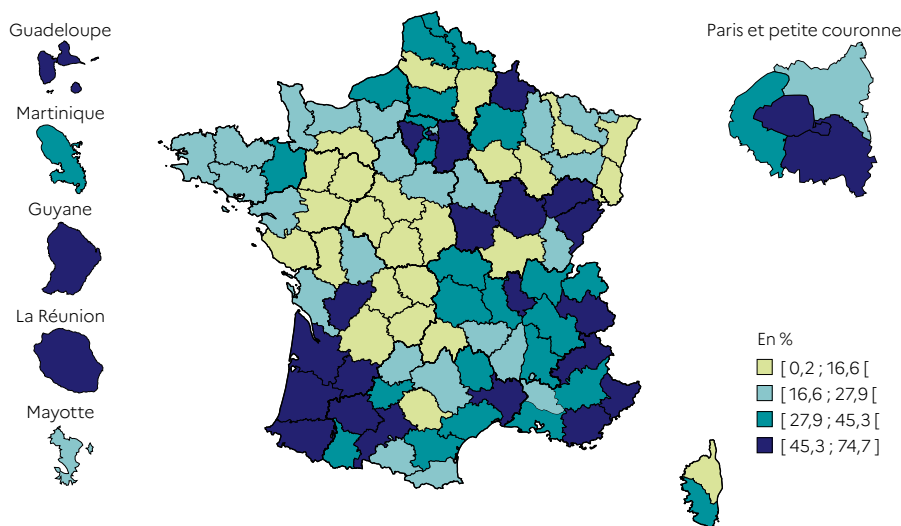 Guadeloupe
Martinique
Guyane
La Réunion
Mayotte
Paris et petite couronne
En %
[ 0,2 ; 16,6 [
[ 16,6 ; 27,9 [
[ 27,9 ; 45,3 [
[ 45,3 ; 74,7 ]